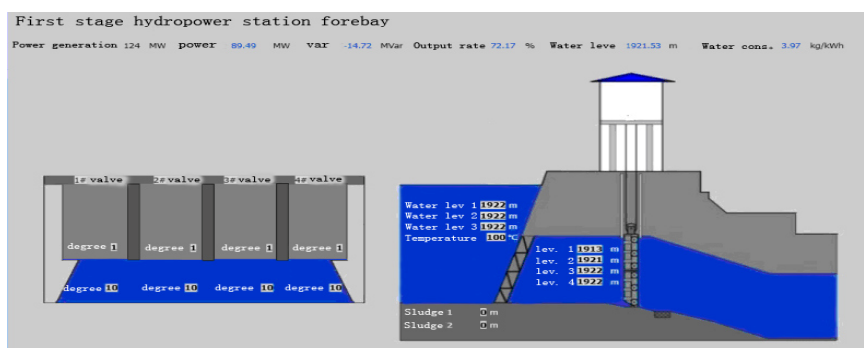 First stage hydropower station forebay
Power generation 124 MW power 89.49 MW var -14.72 MVar Output rate 72.17 % Water leve 1921.53 m Water cons. 3.97 kg/kWh
1# valve 2# valve 3# valve 4# valve
degree 1 degree 1 degree 1 degree 1
degree 10 degree 10 degree 10 degree 10
Water lev 1 1922 m
Water lev 2 1922 m
Water lev 3 1922 m
Temperature 100 °C
lev. 1 1913 m
lev. 2 1921 m
lev. 3 1922 m
lev. 4 1922 m
Sludge 1 0 m
Sludge 2 0 m